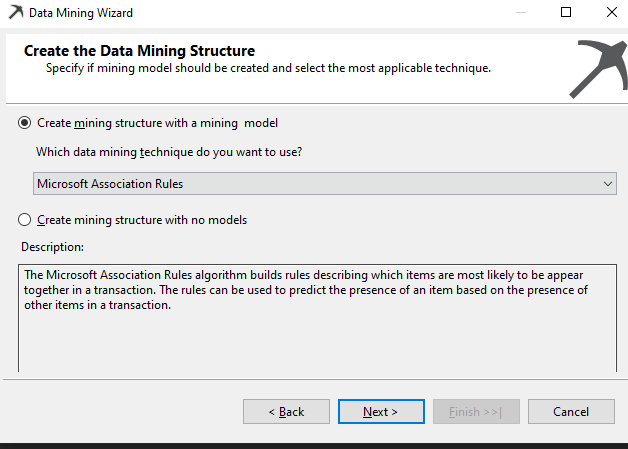 Data Mining Wizard
Create the Data Mining Structure
Specify if mining model should be created and select the most applicable technique.
Create mining structure with a mining  model
Which data mining technique do you want to use?
Microsoft Association Rules
Create mining structure with no models
Description:
The Microsoft Association Rules algorithm builds rules describing which items are most likely to be appear
together in a transaction. The rules can be used to predict the presence of an item based on the presence of
other items in a transaction.
< Back
Next >
Finish >>|
Cancel